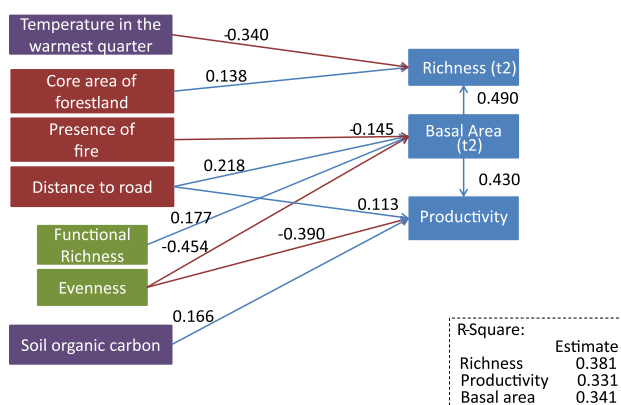 Temperature in the
warmest quarter
-0.340
Richness (t2)
Core area of
forestland
0.138
0.490
Presence of
fire
-0.145
Basal Area
(t2)
Distance to road
0.218
0.430
0.113
Productivity
0.177
Functional
Richness
-0.454
-0.390
Evenness
0.166
Soil organic carbon
R-Square:
Estimate
Richness 0.381
Productivity 0.331
Basal area 0.341